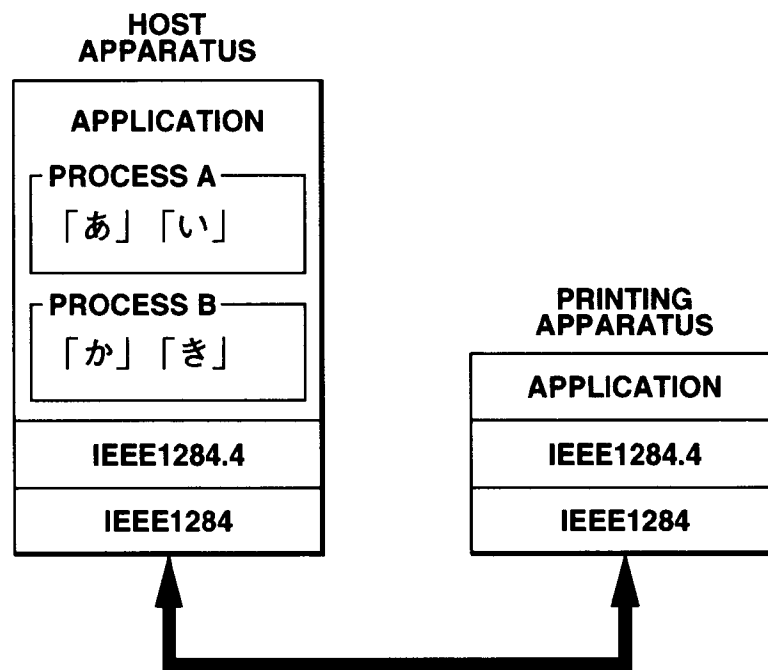 HOST
APPARATUS
APPLICATION
PROCESS A
「あ」「い」
PROCESS B
「か」「き」
IEEE1284.4
IEEE1284
PRINTING
APPARATUS
APPLICATION
IEEE1284.4
IEEE1284